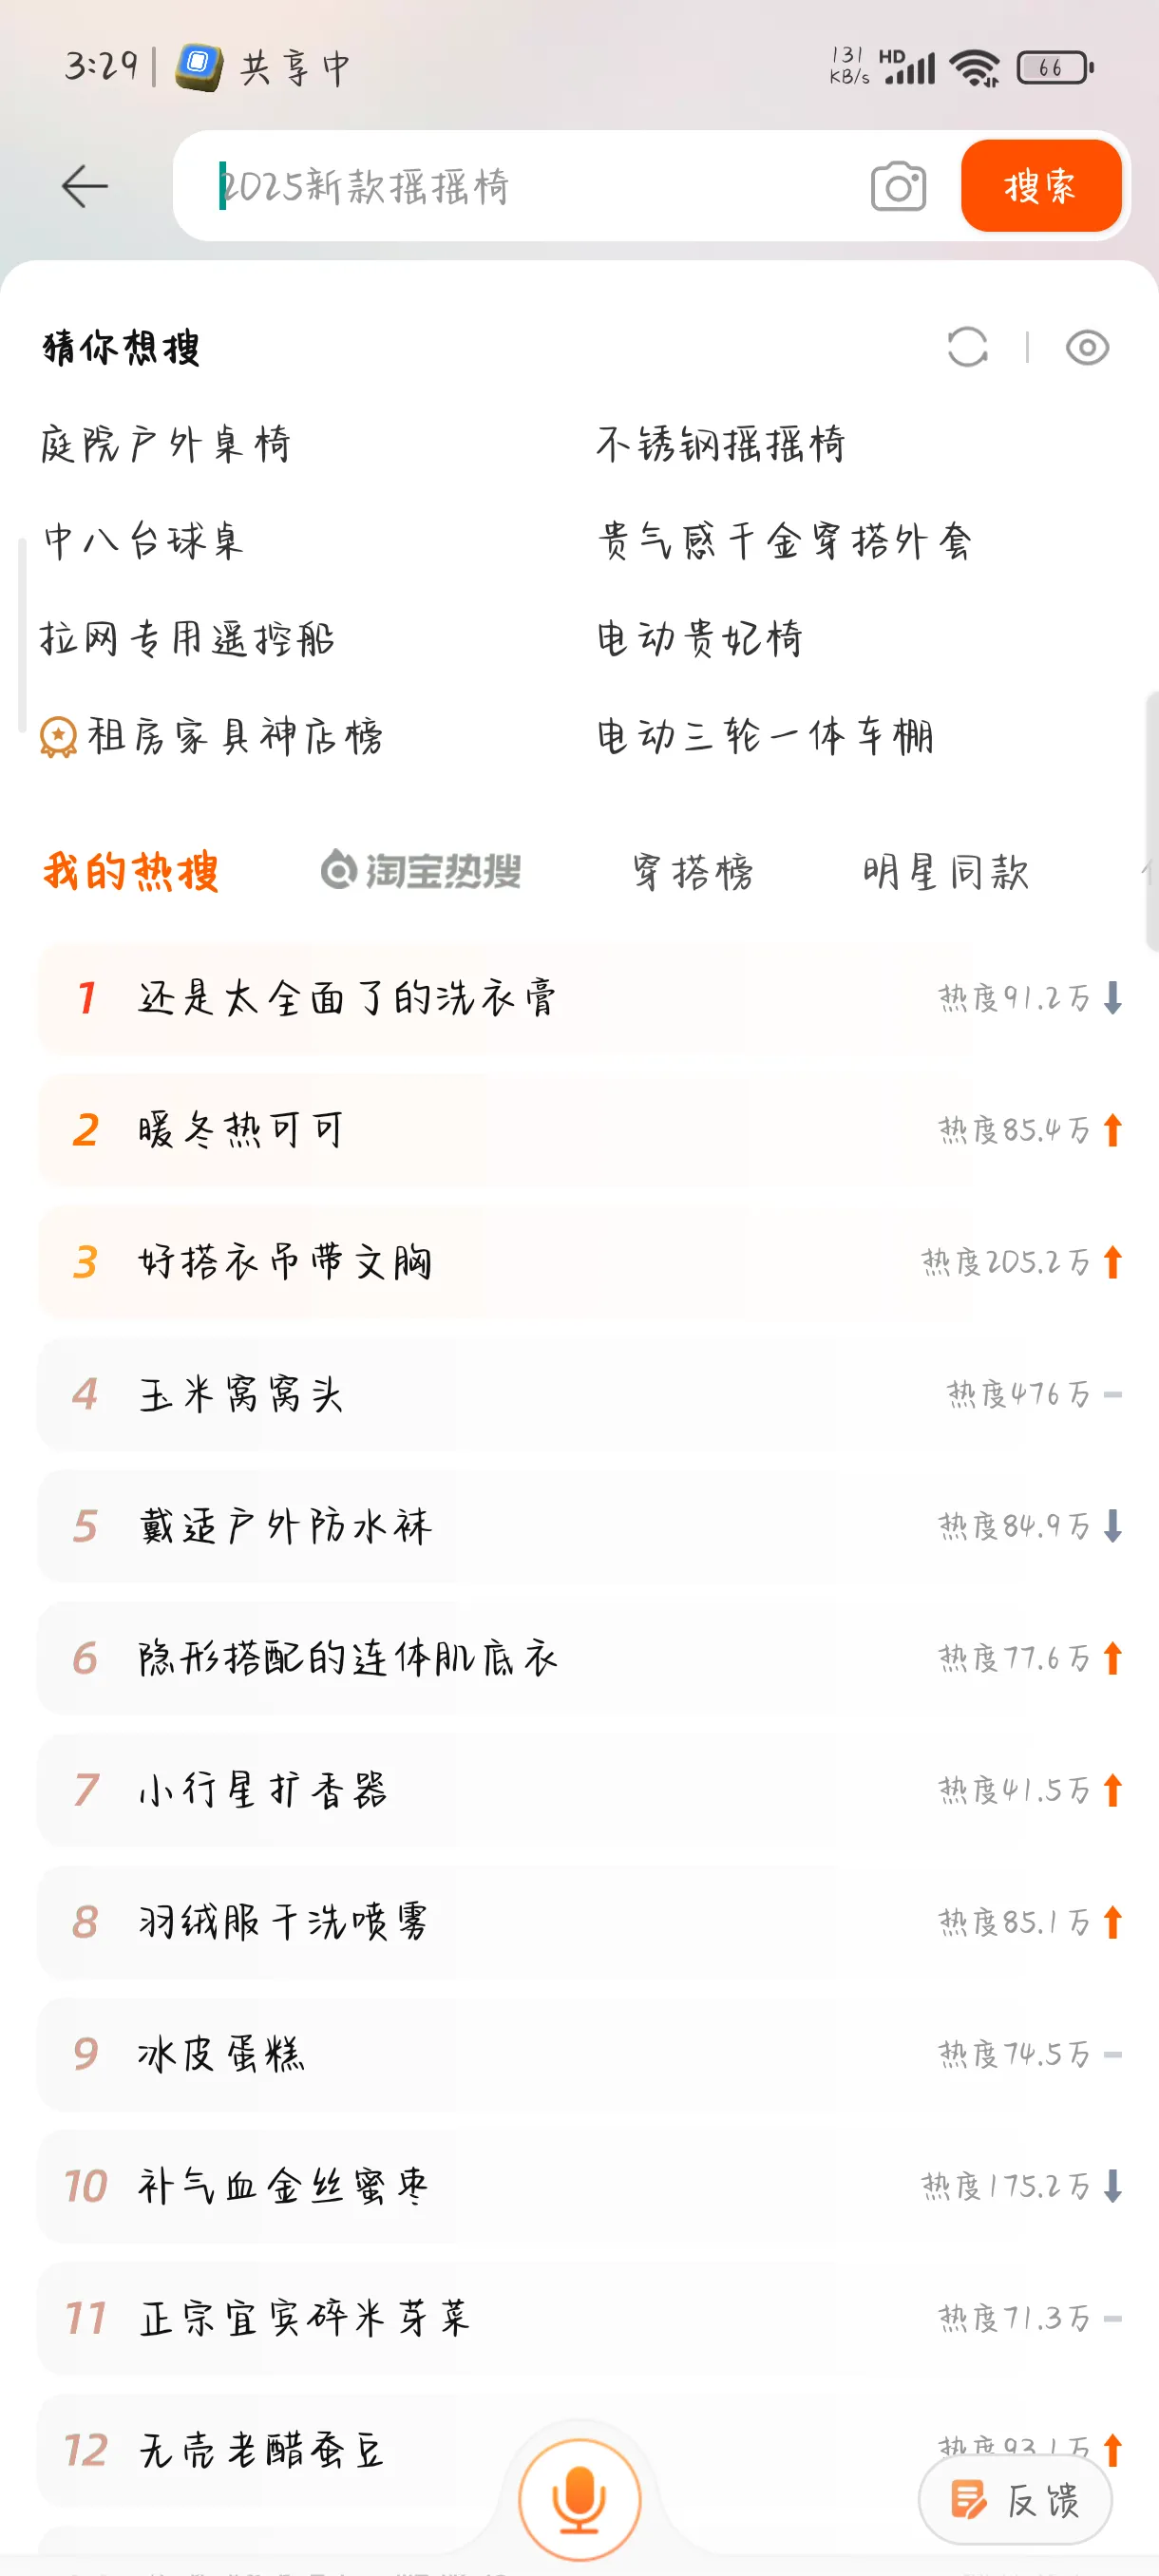 3:29 共享中 131 KB/s HD 66
2025新款摇摇椅 搜索
猜你想搜
庭院户外桌椅 不锈钢摇摇椅
中八台球桌 贵气感千金穿搭外套
拉网专用遥控船 电动贵妃椅
租房家具神店榜 电动三轮一体车棚
我的热搜 淘宝热搜 穿搭榜 明星同款
1 还是太全面了的洗衣膏 热度91.2万
2 暖冬热可可 热度85.4万
3 好搭衣吊带文胸 热度205.2万
4 玉米窝窝头 热度476万
5 戴适户外防水袜 热度84.9万
6 隐形搭配的连体肌底衣 热度77.6万
7 小行星扩香器 热度41.5万
8 羽绒服干洗喷雾 热度85.1万
9 冰皮蛋糕 热度74.5万
10 补气血金丝蜜枣 热度175.2万
11 正宗宜宾碎米芽菜 热度71.3万
12 无壳老醋蚕豆 热度93.1万
反馈